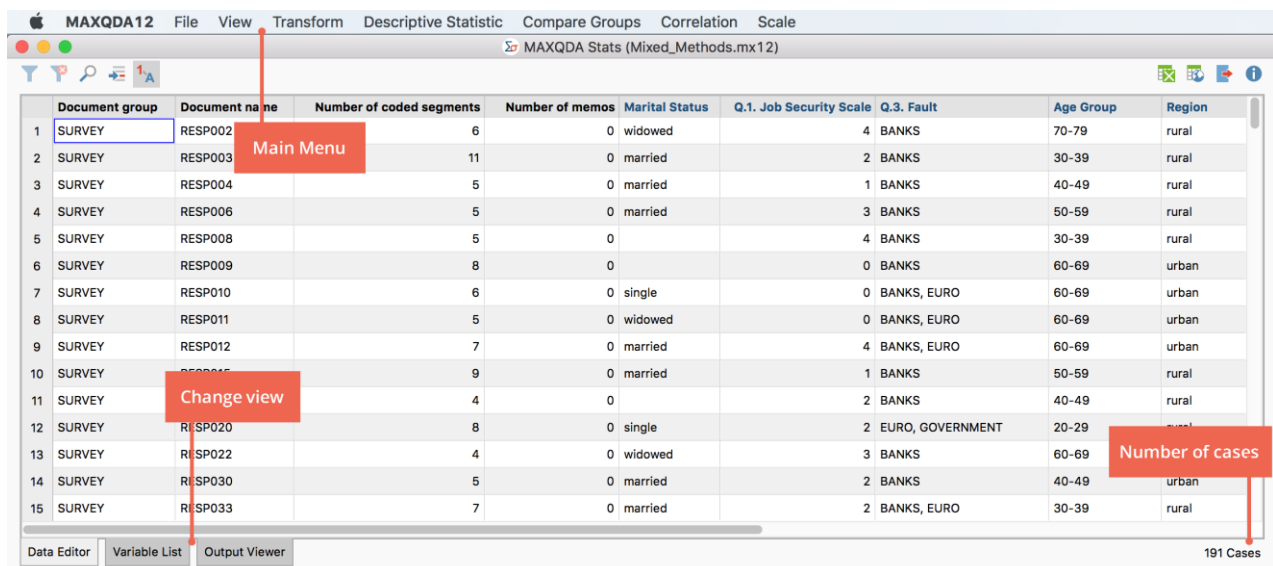 MAXQDA12 File View Transform Descriptive Statistic Compare Groups Correlation Scale
MAXQDA Stats (Mixed_Methods.mx12)
Document group Document name Number of coded segments Number of memos Marital Status Q.1. Job Security Scale Q.3. Fault Age Group Region
1 SURVEY RESP002 6 0 widowed 4 BANKS 70-79 rural
Main Menu
2 SURVEY RESP003 11 0 married 2 BANKS 30-39 rural
3 SURVEY RESP004 5 0 married 1 BANKS 40-49 rural
4 SURVEY RESP006 5 0 married 3 BANKS 50-59 rural
5 SURVEY RESP008 5 0 4 BANKS 30-39 rural
6 SURVEY RESP009 8 0 0 BANKS 60-69 urban
7 SURVEY RESP010 6 0 single 0 BANKS, EURO 60-69 urban
8 SURVEY RESP011 5 0 widowed 0 BANKS, EURO 60-69 urban
9 SURVEY RESP012 7 0 married 4 BANKS, EURO 60-69 urban
10 SURVEY 9 0 married 1 BANKS 50-59 rural
Change view
11 SURVEY 4 0 2 BANKS 40-49 rural
12 SURVEY RESP020 8 0 single 2 EURO, GOVERNMENT 20-29
13 SURVEY RESP022 4 0 widowed 3 BANKS 60-69
Number of cases
14 SURVEY RESP030 5 0 married 2 BANKS 40-49 urban
15 SURVEY RESP033 7 0 married 2 BANKS, EURO 30-39 rural
Data Editor Variable List Output Viewer 191 Cases